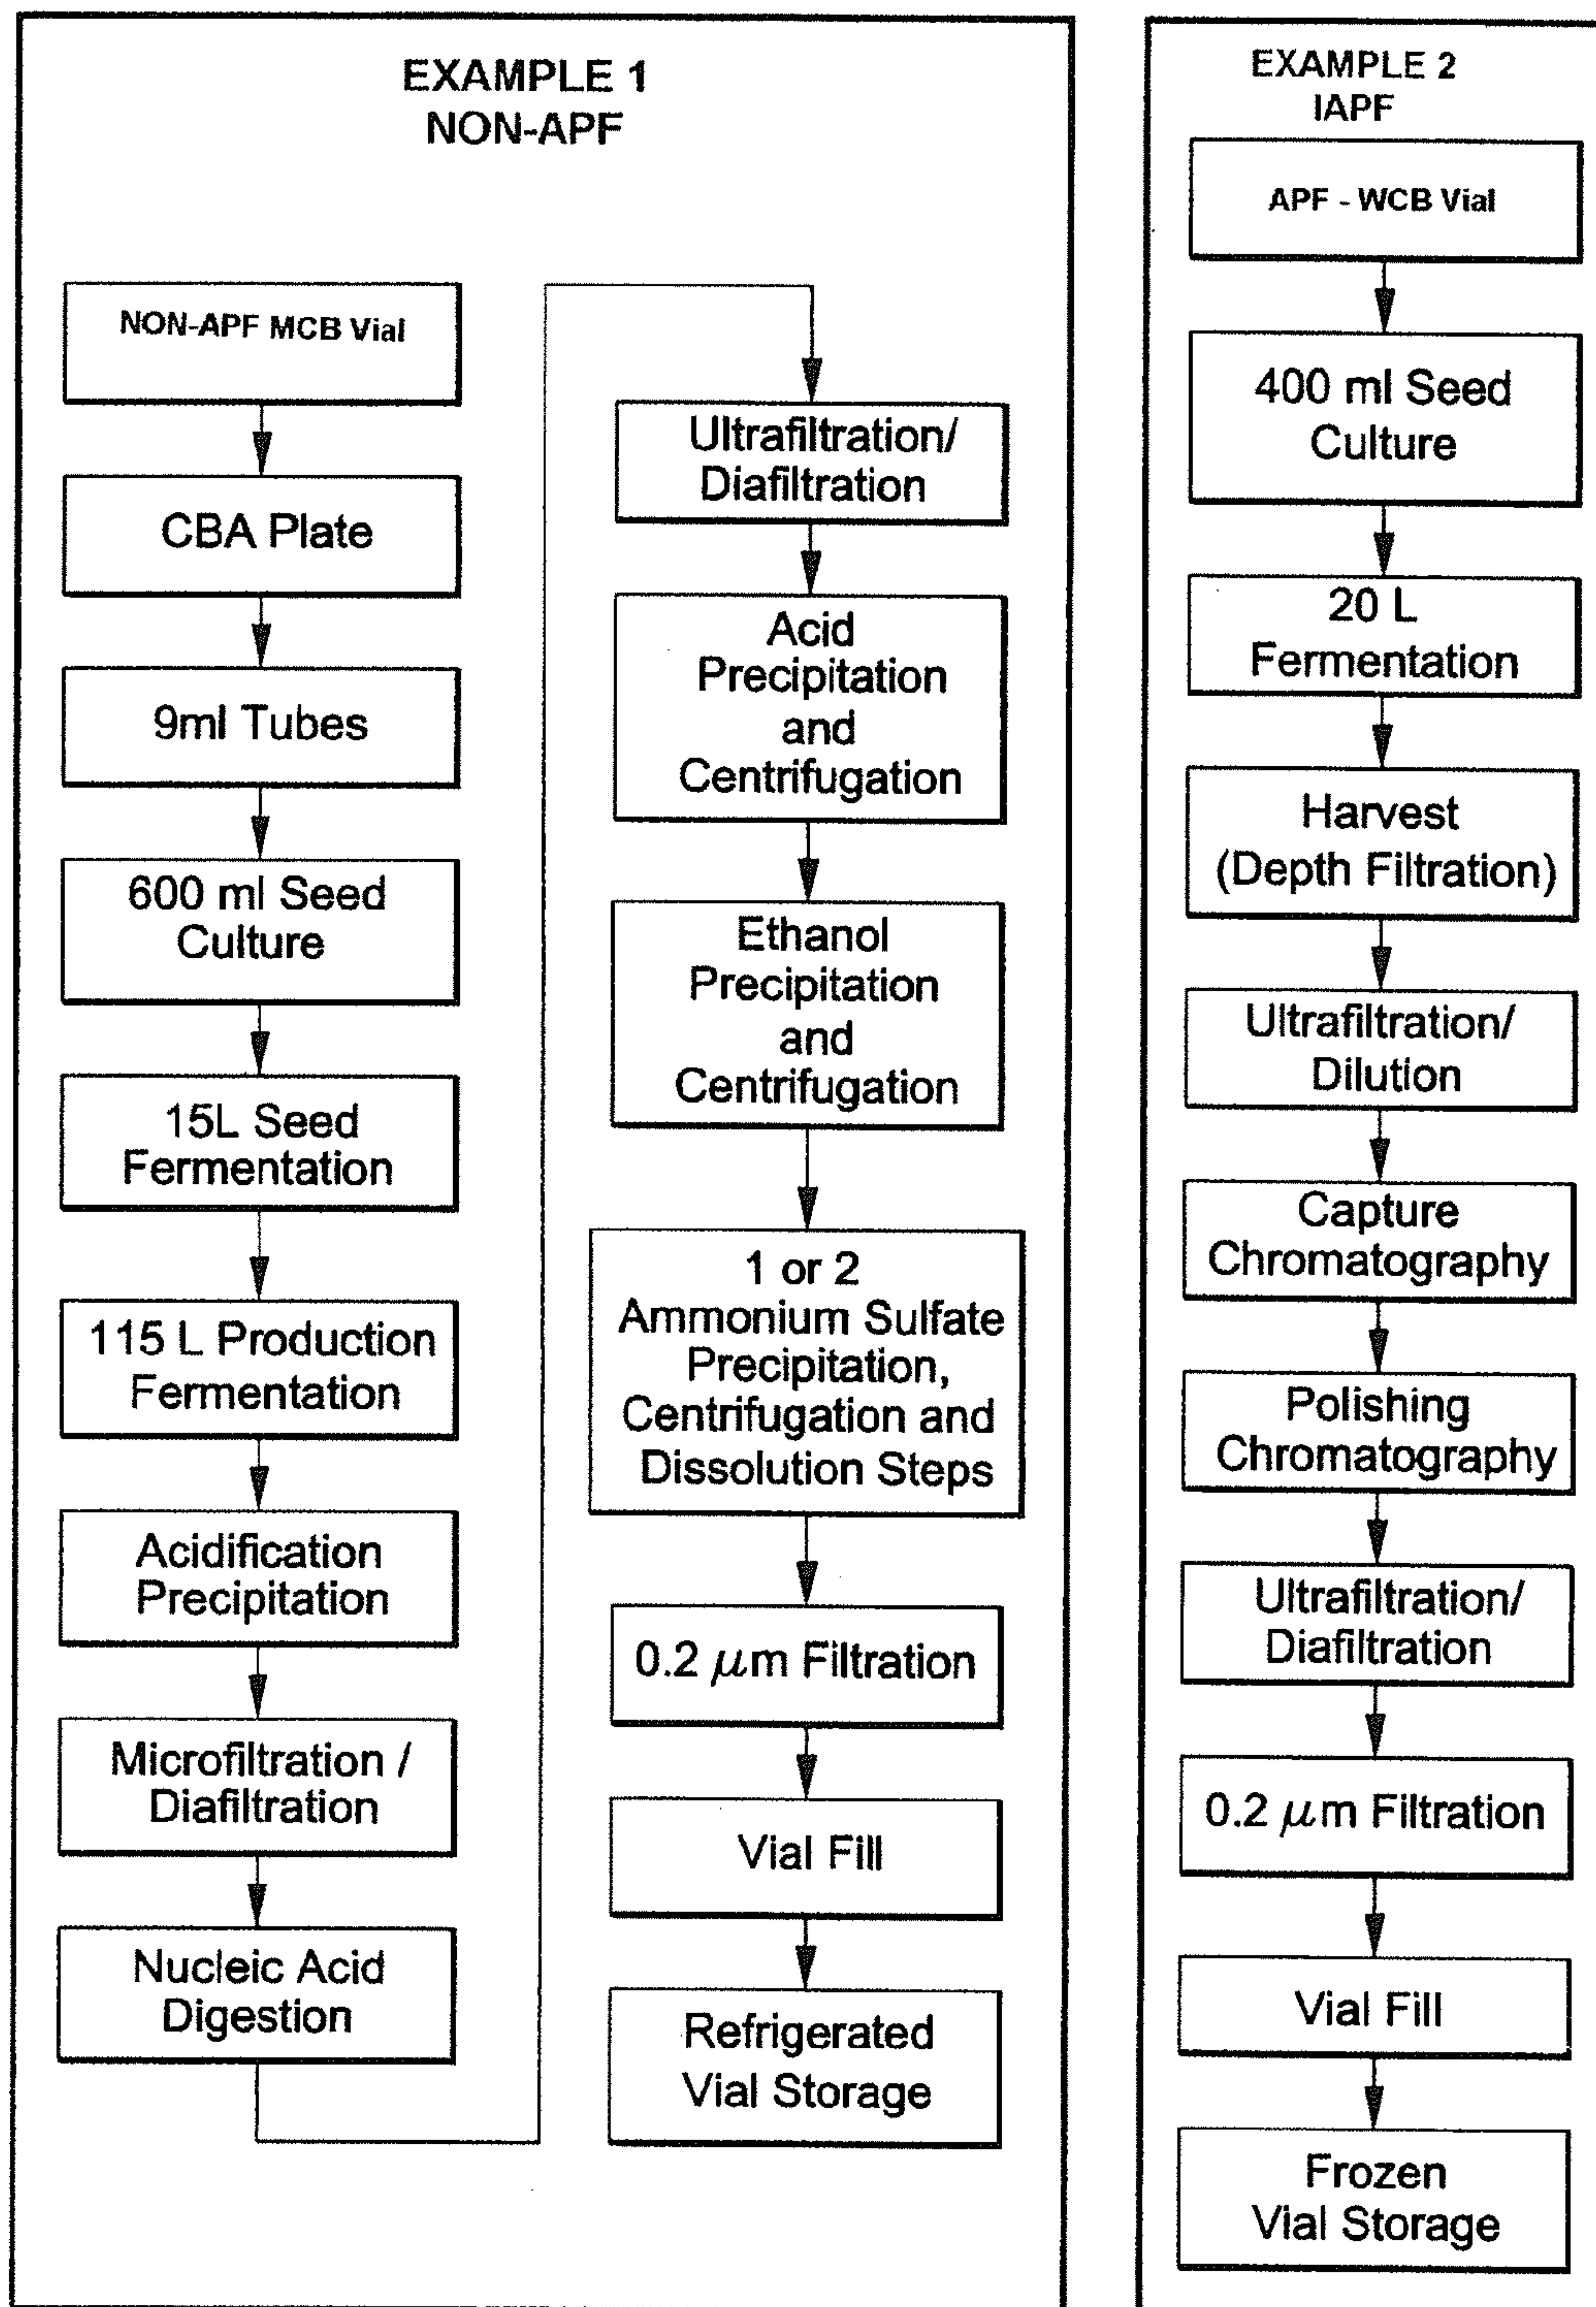 EXAMPLE 1
NON-APF
NON-APF MCB Vial
CBA Plate
9ml Tubes
600 ml Seed
Culture
15L Seed
Fermentation
115 L Production
Fermentation
Acidification
Precipitation
Microfiltration /
Diafiltration
Nucleic Acid
Digestion
Ultrafiltration/
Diafiltration
Acid
Precipitation
and
Centrifugation
Ethanol
Precipitation
and
Centrifugation
1 or 2
Ammonium Sulfate
Precipitation,
Centrifugation and
Dissolution Steps
0.2 μm Filtration
Vial Fill
Refrigerated
Vial Storage
EXAMPLE 2
IAPF
APF - WCB Vial
400 ml Seed
Culture
20 L
Fermentation
Harvest
(Depth Filtration)
Ultrafiltration/
Dilution
Capture
Chromatography
Polishing
Chromatography
Ultrafiltration/
Diafiltration
0.2 μm Filtration
Vial Fill
Frozen
Vial Storage